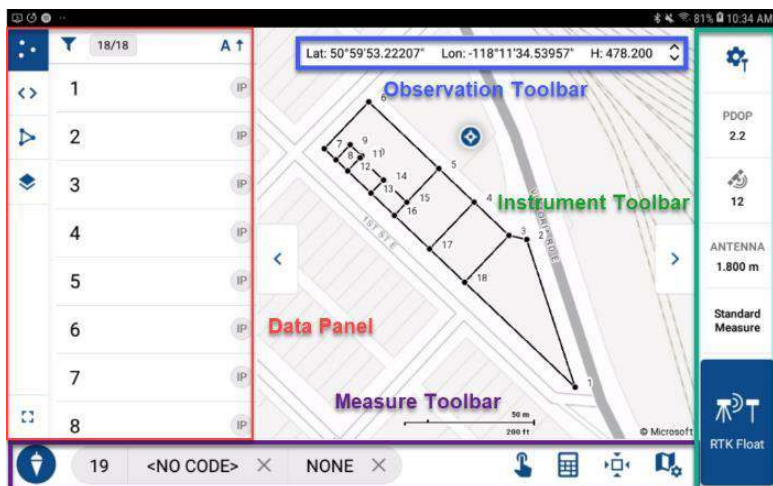 81% 10:34 AM
18/18
A
1
IP
2
IP
3
IP
4
IP
5
IP
6
IP
7
IP
8
IP
Lat: 50°59'53.22207" Lon: -118°11'34.53957" H: 478.200
Observation Toolbar
6
9
7
8
11
12
5
14
13
15
4
16
Instrument Toolbar
3
2
1ST ST E
17
18
Data Panel
1
Measure Toolbar
50 m
200 ft
© Microsoft
PDOP
2.2
12
ANTENNA
1.800 m
Standard
Measure
RTK Float
19 <NO CODE> NONE